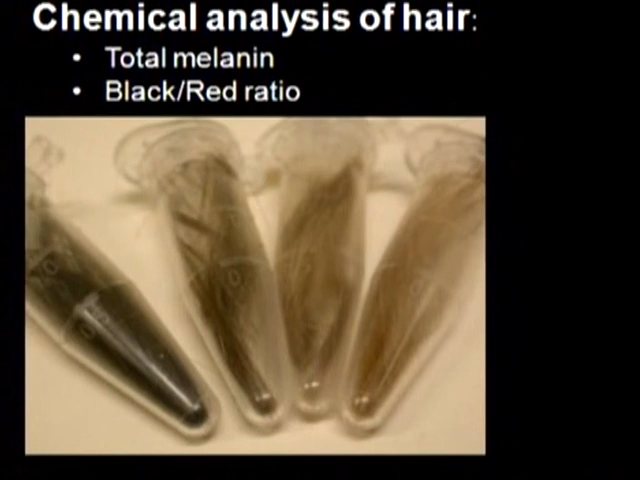 Chemical analysis of hair:
• Total melanin
• Black/Red ratio